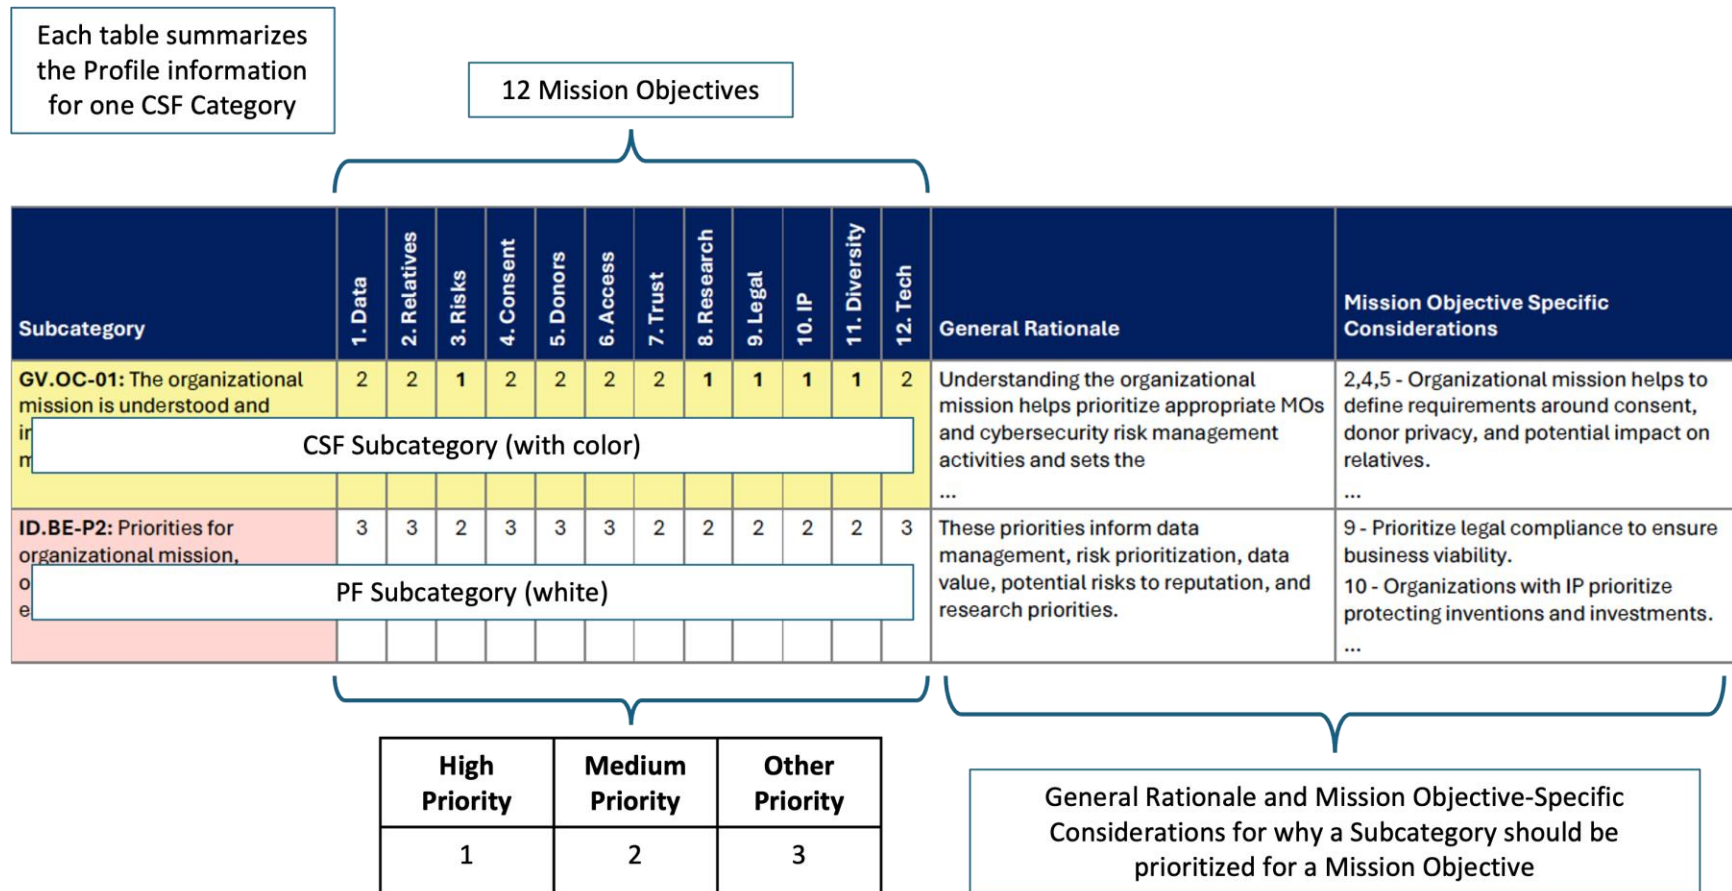 Each table summarizes
the Profile information
for one CSF Category
12 Mission Objectives
Subcategory
1. Data
2. Relatives
3. Risks
4. Consent
5. Donors
6. Access
7. Trust
8. Research
9. Legal
10. IP
11. Diversity
12. Tech
General Rationale
Mission Objective Specific
Considerations
GV.OC-01: The organizational
mission is understood and
2 2 1 2 2 2 2 1 1 1 1 2
CSF Subcategory (with color)
Understanding the organizational
mission helps prioritize appropriate MOs
and cybersecurity risk management
activities and sets the
...
2,4,5 - Organizational mission helps to
define requirements around consent,
donor privacy, and potential impact on
relatives.
...
ID.BE-P2: Priorities for
organizational mission,
3 3 2 3 3 3 2 2 2 2 2 3
PF Subcategory (white)
These priorities inform data
management, risk prioritization, data
value, potential risks to reputation, and
research priorities.
9 - Prioritize legal compliance to ensure
business viability.
10 - Organizations with IP prioritize
protecting inventions and investments.
...
High
Priority
Medium
Priority
Other
Priority
1 2 3
General Rationale and Mission Objective-Specific
Considerations for why a Subcategory should be
prioritized for a Mission Objective